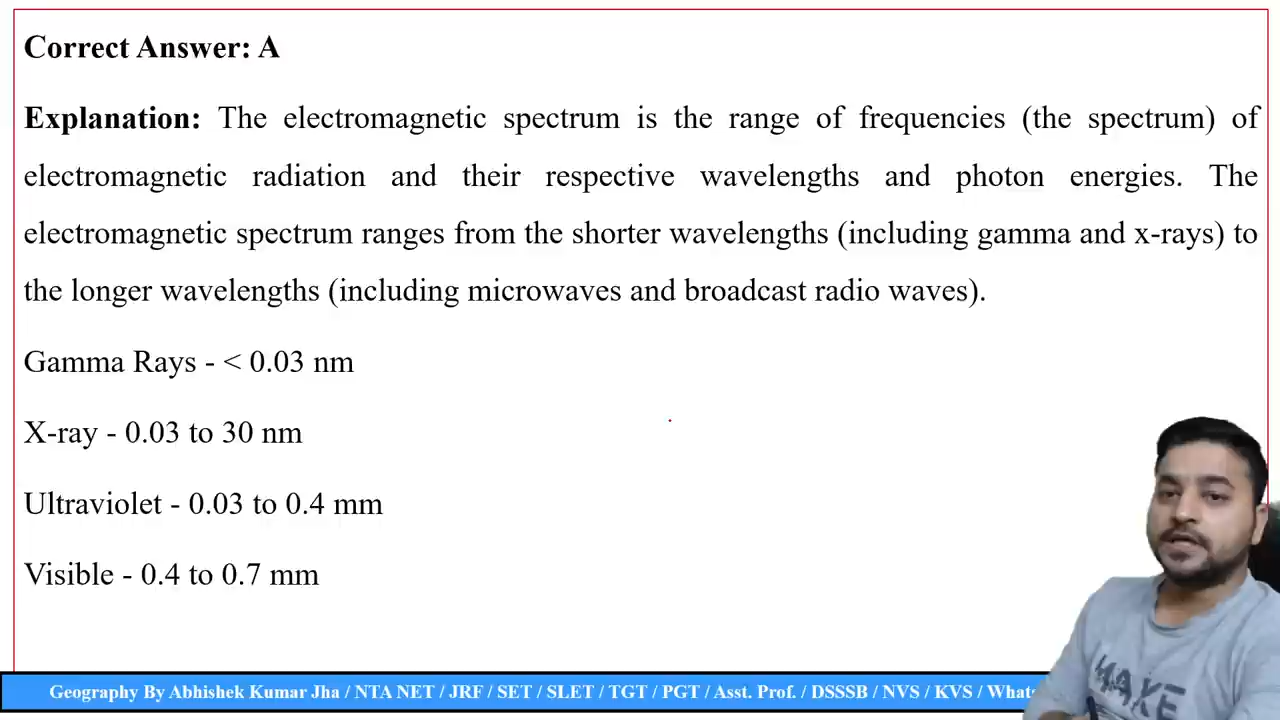 Correct Answer: A
Explanation: The electromagnetic spectrum is the range of frequencies (the spectrum) of
electromagnetic radiation and their respective wavelengths and photon energies. The
electromagnetic spectrum ranges from the shorter wavelengths (including gamma and x-rays) to
the longer wavelengths (including microwaves and broadcast radio waves).
Gamma Rays - < 0.03 nm
X-ray - 0.03 to 30 nm
Ultraviolet - 0.03 to 0.4 mm
Visible - 0.4 to 0.7 mm
MAKE
Geography By Abhishek Kumar Jha / NTA NET / JRF / SET / SLET / TGT / PGT / Asst. Prof. / DSSSB / NVS / KVS /